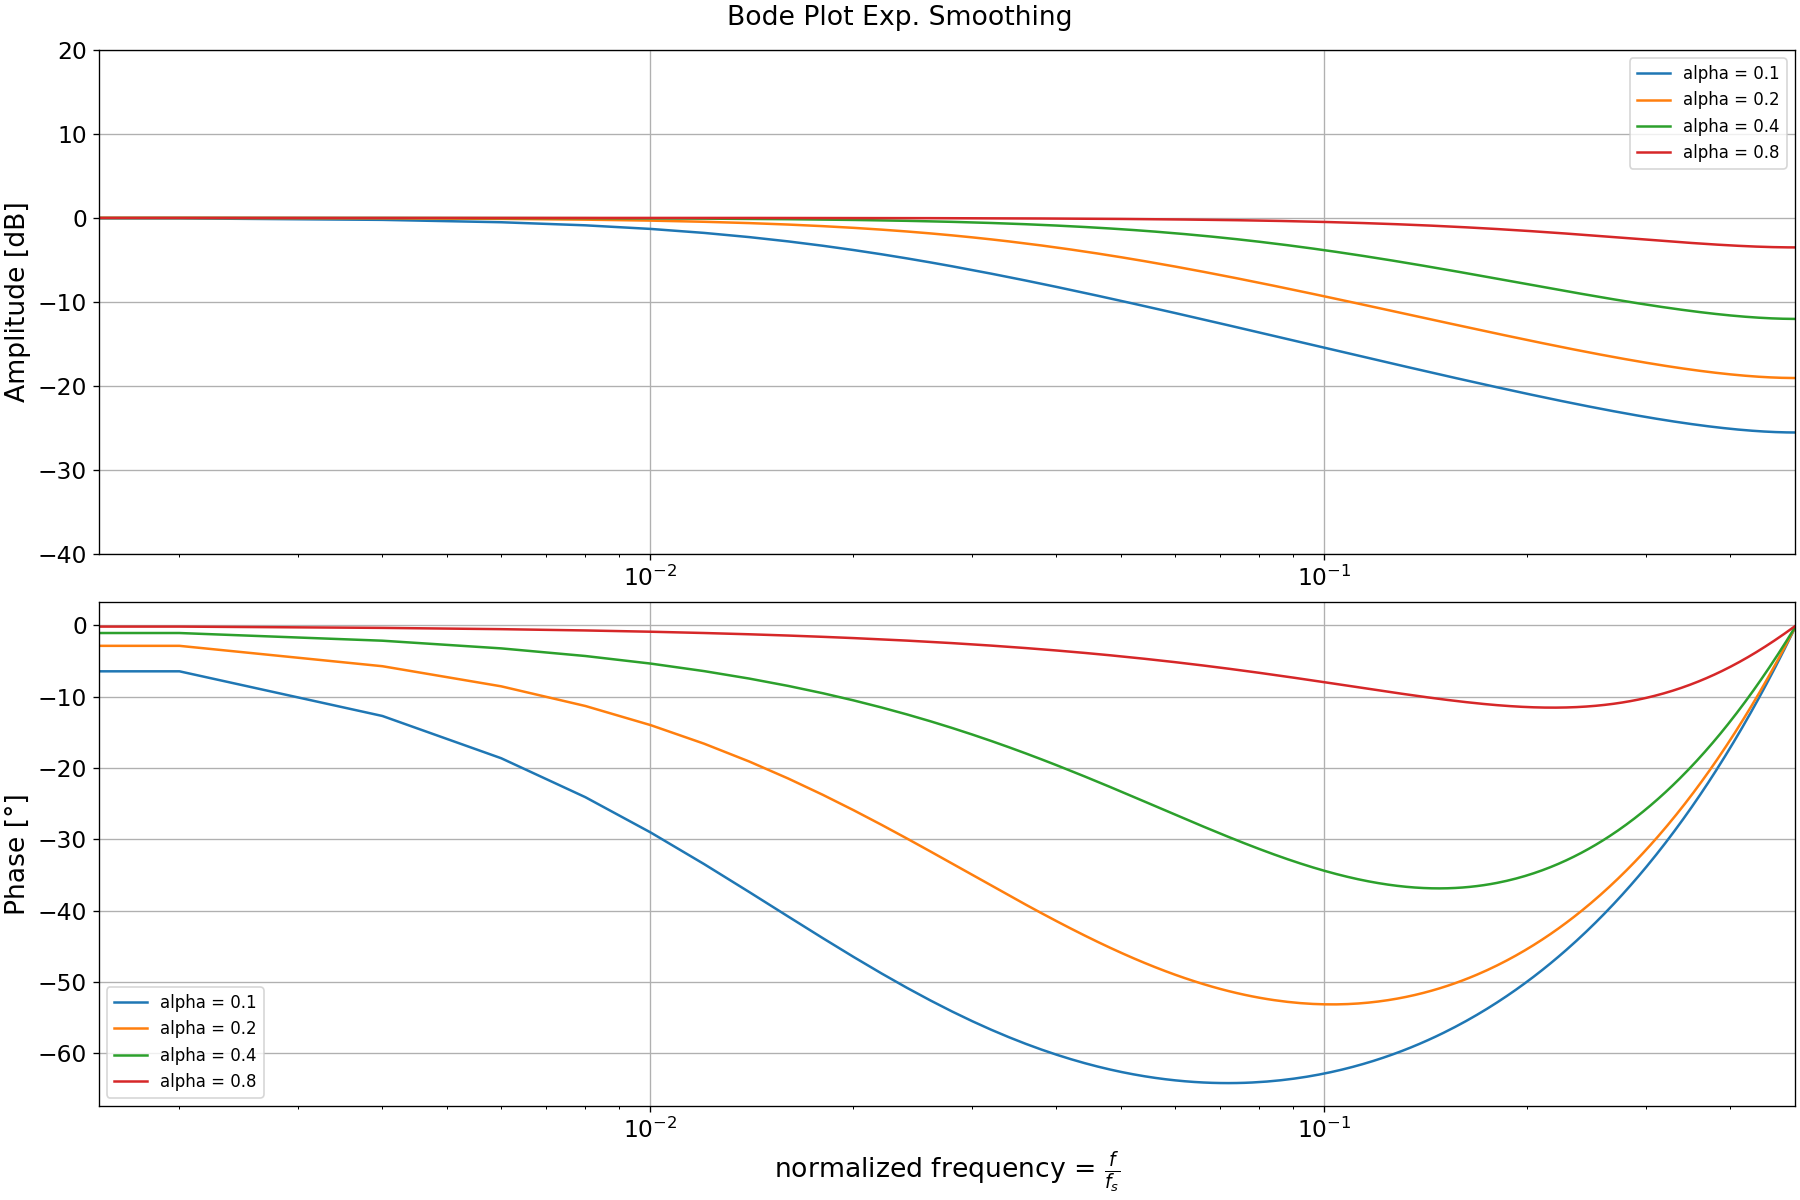 Bode Plot Exp. Smoothing
Amplitude [dB]
20
10
0
−10
−20
−30
−40
alpha = 0.1
alpha = 0.2
alpha = 0.4
alpha = 0.8
10⁻² 10⁻¹
Phase [°]
0
−10
−20
−30
−40
−50
−60
alpha = 0.1
alpha = 0.2
alpha = 0.4
alpha = 0.8
10⁻² 10⁻¹
normalized frequency = f/fₛ